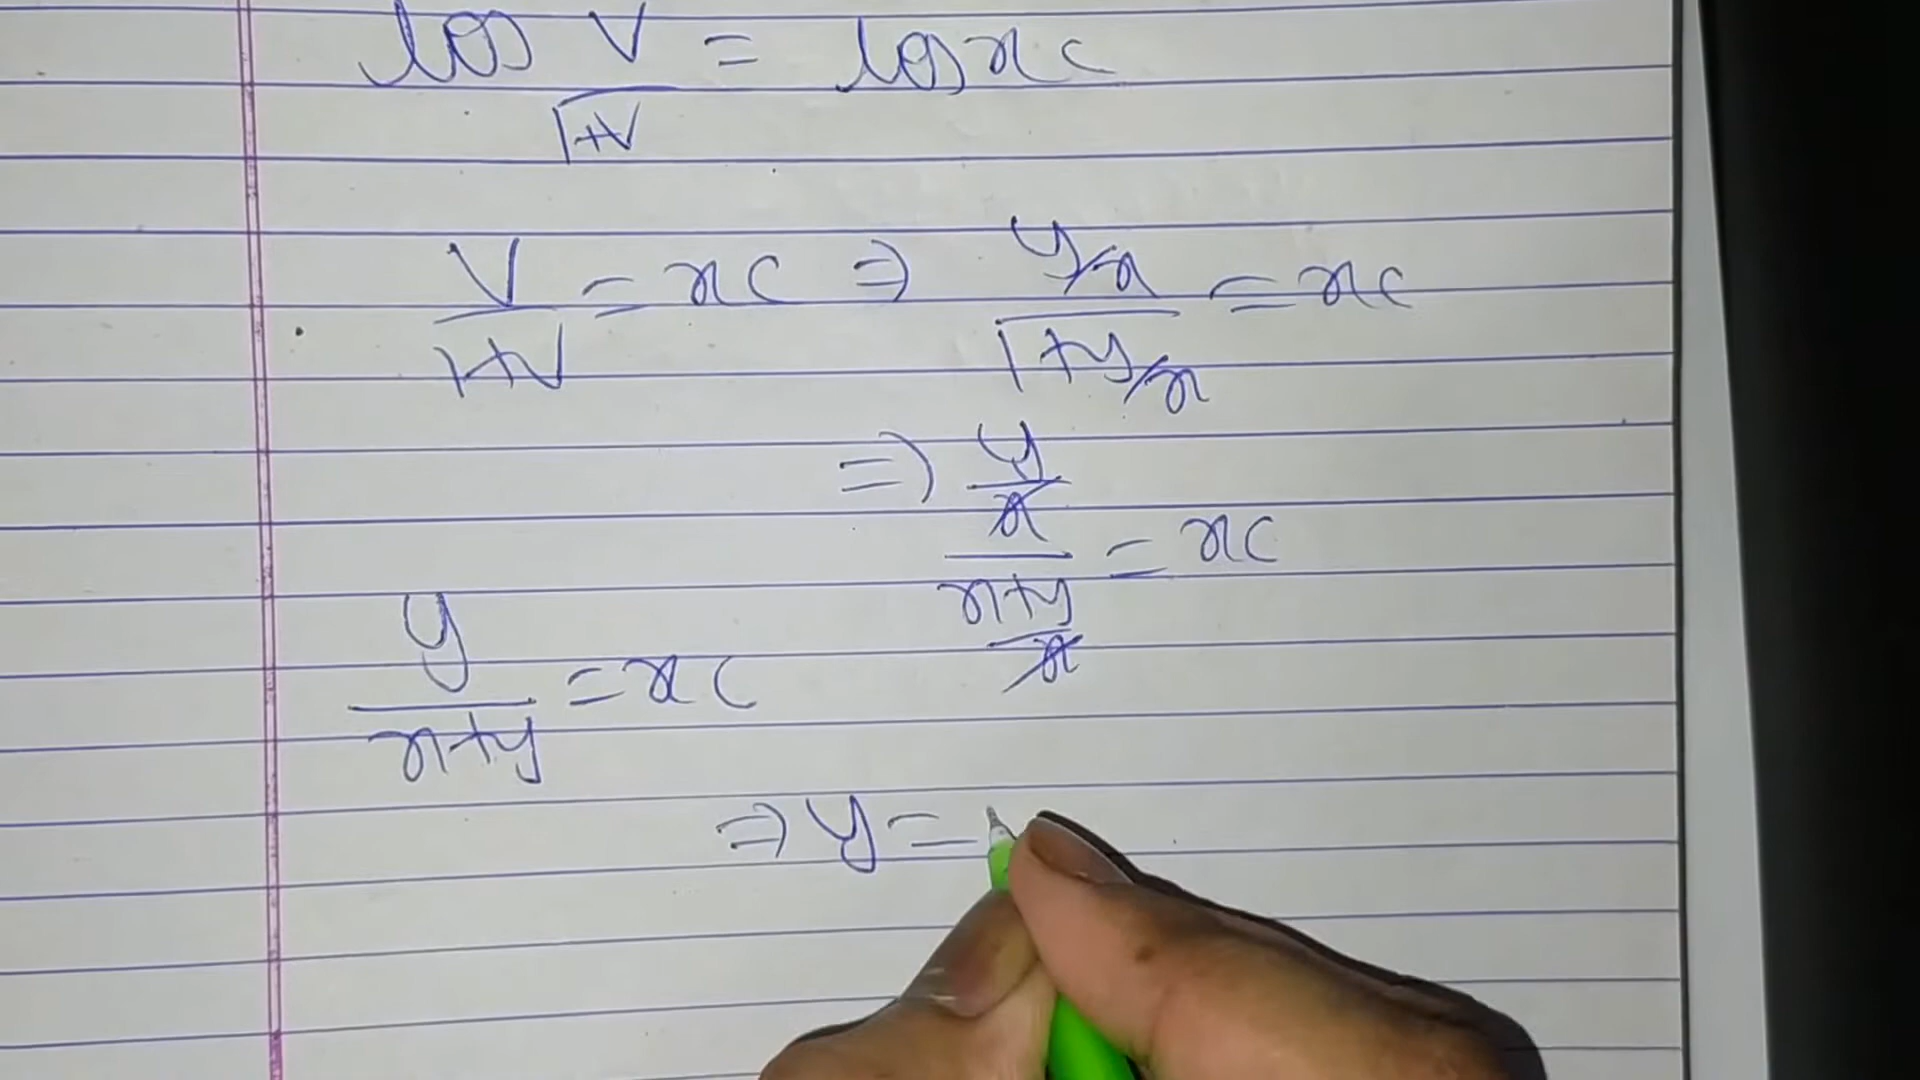 log V/1+V = log xc
V/1+V = xc ⇒ y/x/1+y/x = xc
⇒ y/x/x+y/x = xc
y/x+y = xc
⇒ y =